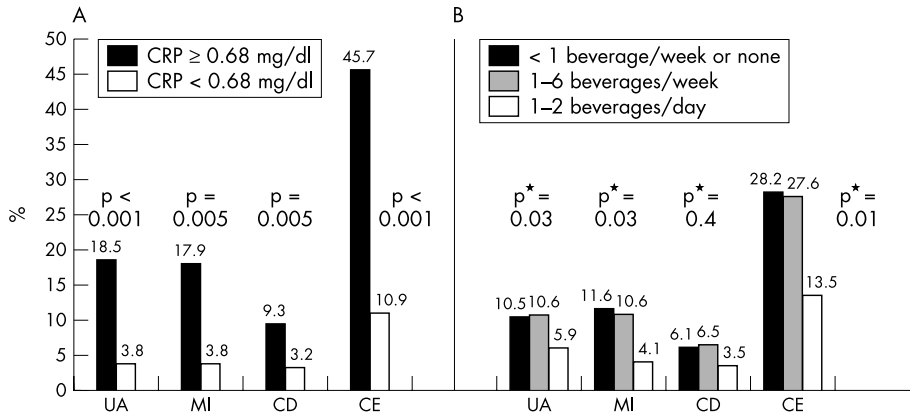 A
B
50
45
40
35
30
25
20
15
10
5
0
%
CRP ≥ 0.68 mg/dl
CRP < 0.68 mg/dl
45.7
p <
0.001
p =
0.005
p =
0.005
p <
0.001
18.5
3.8
17.9
3.8
9.3
3.2
10.9
UA
MI
CD
CE
< 1 beverage/week or none
1–6 beverages/week
1–2 beverages/day
p★ =
0.03
p★ =
0.03
p★ =
0.4
p★ =
0.01
10.5
10.6
5.9
11.6
10.6
4.1
6.1
6.5
3.5
28.2
27.6
13.5
UA
MI
CD
CE